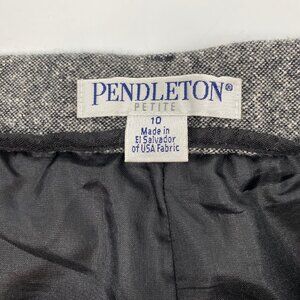 PENDLETON®
PETITE
10
Made in
El Salvador
of USA Fabric